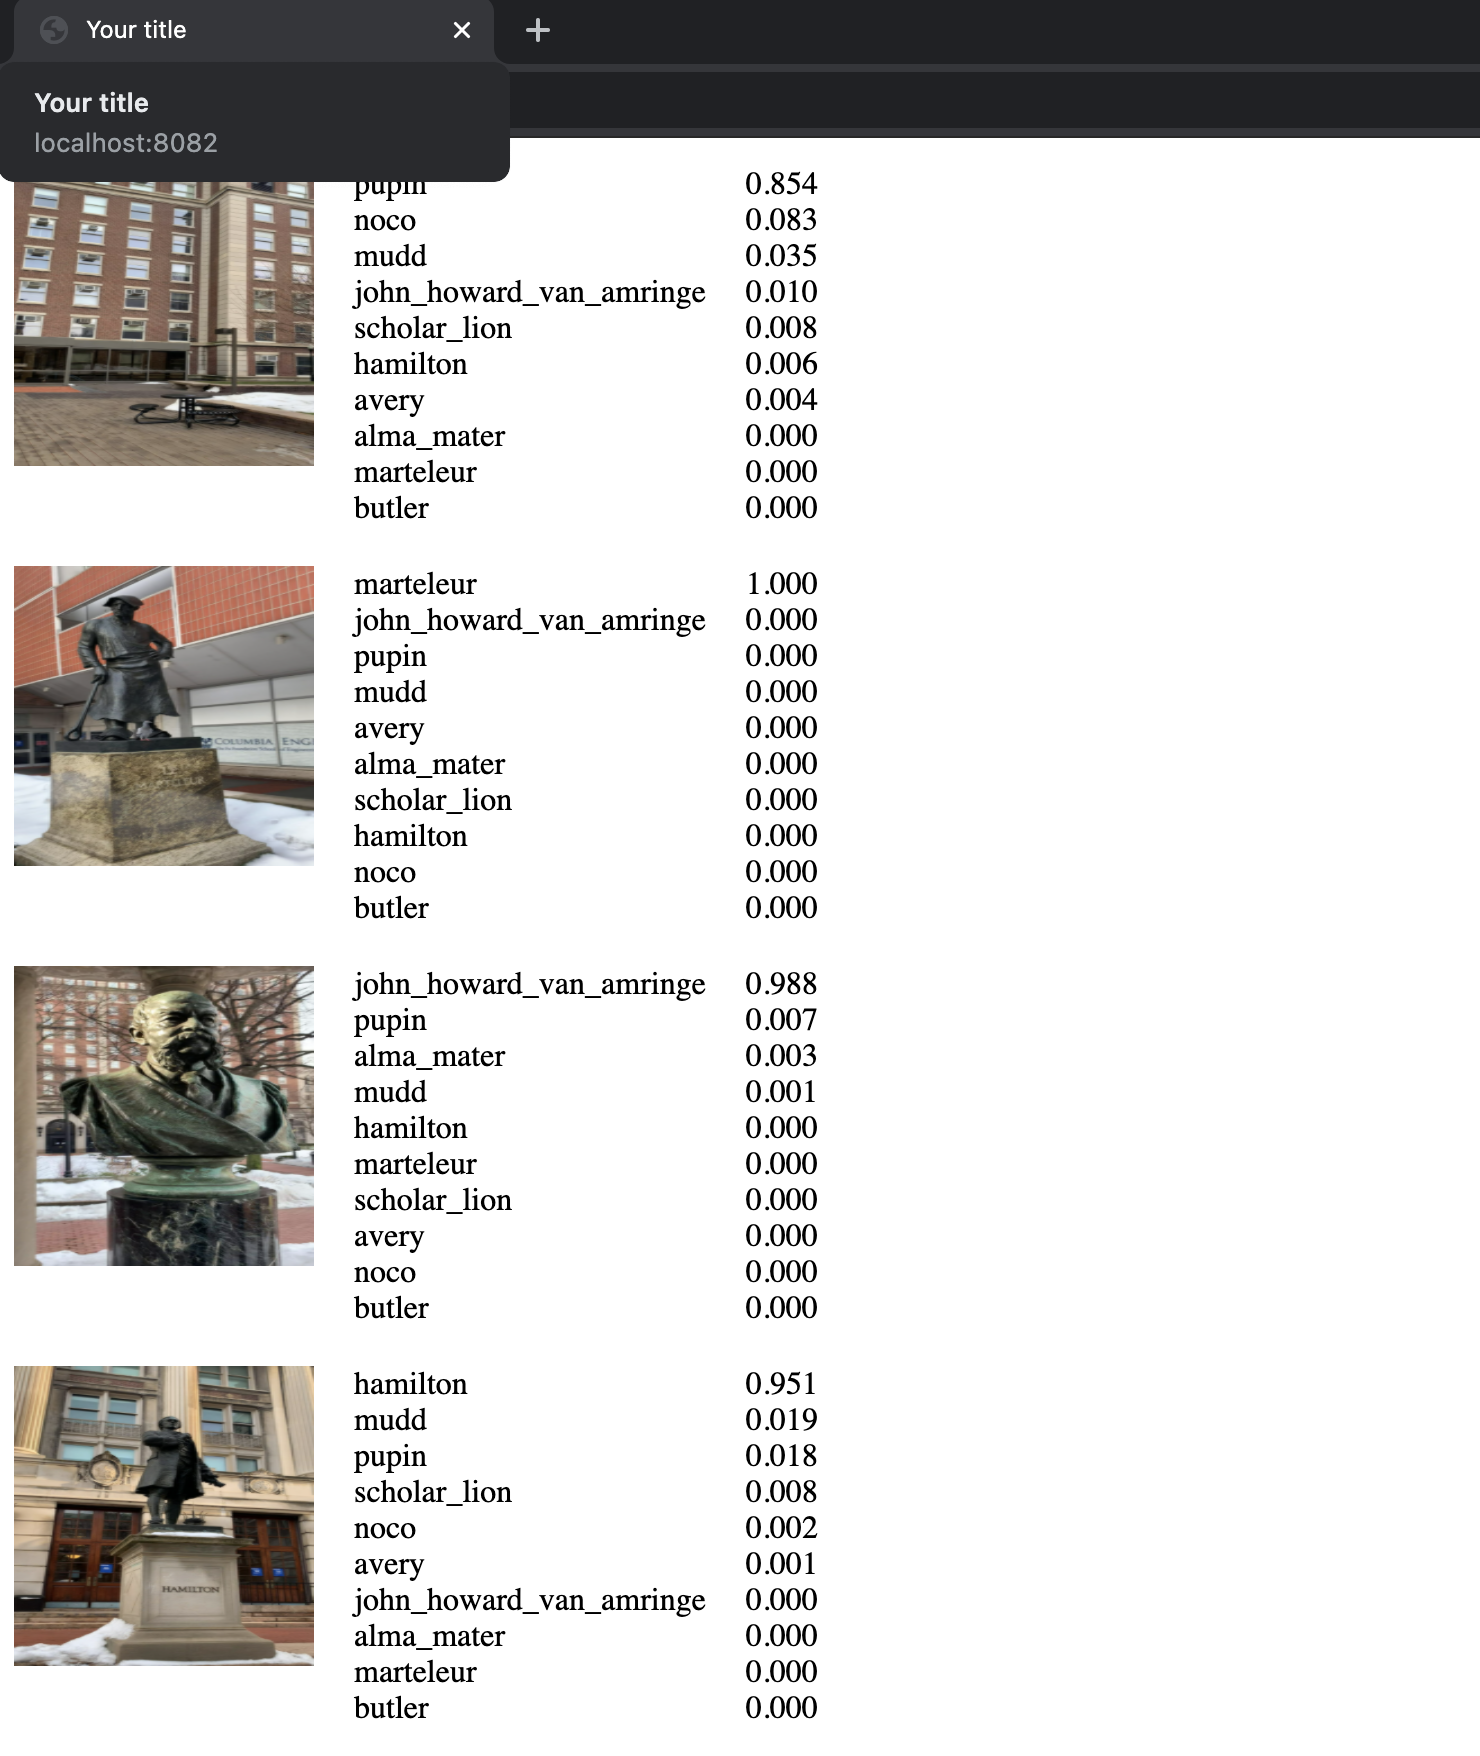 Your title
Your title
localhost:8082
pupin 0.854
noco 0.083
mudd 0.035
john_howard_van_amringe 0.010
scholar_lion 0.008
hamilton 0.006
avery 0.004
alma_mater 0.000
marteleur 0.000
butler 0.000
marteleur 1.000
john_howard_van_amringe 0.000
pupin 0.000
mudd 0.000
avery 0.000
alma_mater 0.000
scholar_lion 0.000
hamilton 0.000
noco 0.000
butler 0.000
COLUMBIA ENG
john_howard_van_amringe 0.988
pupin 0.007
alma_mater 0.003
mudd 0.001
hamilton 0.000
marteleur 0.000
scholar_lion 0.000
avery 0.000
noco 0.000
butler 0.000
hamilton 0.951
mudd 0.019
pupin 0.018
scholar_lion 0.008
noco 0.002
avery 0.001
john_howard_van_amringe 0.000
alma_mater 0.000
marteleur 0.000
butler 0.000
HAMILTON